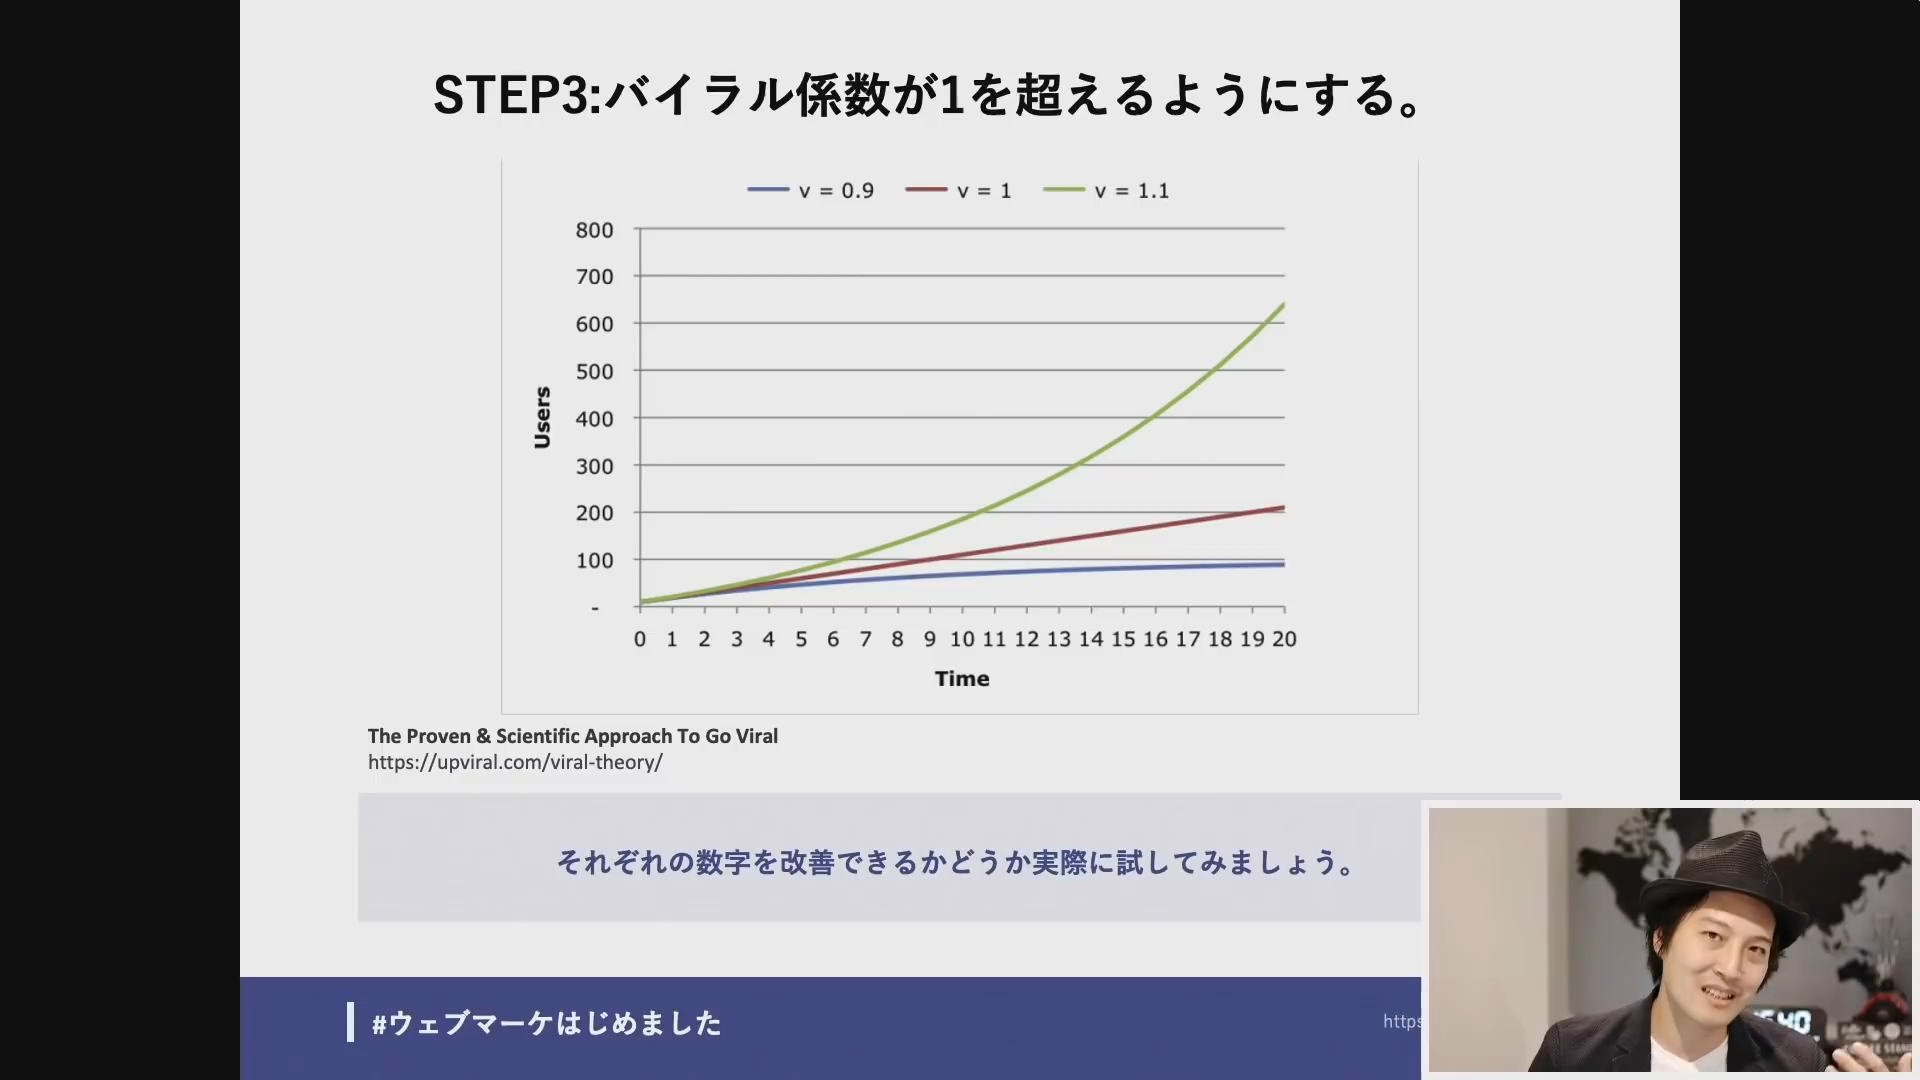 STEP3:バイラル係数が1を超えるようにする。
v = 0.9 v = 1 v = 1.1
800
700
600
500
400
300
200
100
-
Users
0 1 2 3 4 5 6 7 8 9 10 11 12 13 14 15 16 17 18 19 20
Time
The Proven & Scientific Approach To Go Viral
https://upviral.com/viral-theory/
それぞれの数字を改善できるかどうか実際に試してみましょう。
#ウェブマーケはじめました
https